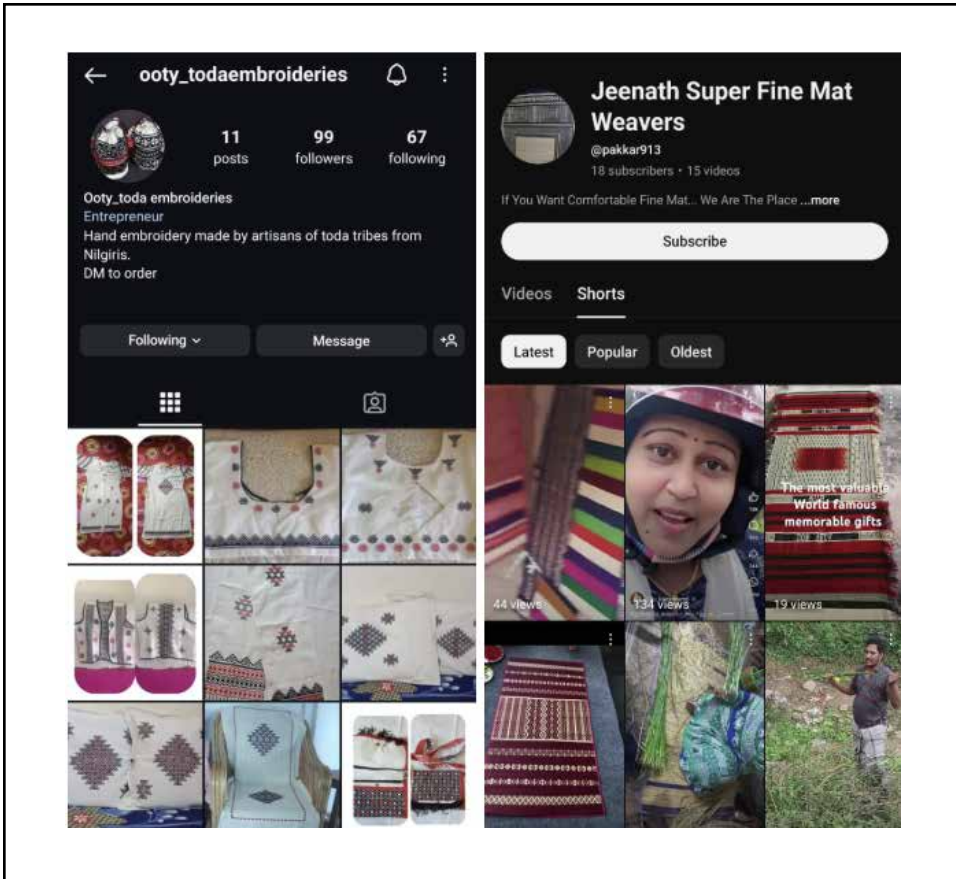 ooty_todaembroideries
11
99
67
posts
followers
following
Ooty_toda embroideries
Entrepreneur
Hand embroidery made by artisans of toda tribes from
Nilgiris.
DM to order
Following
Message
Jeenath Super Fine Mat
Weavers
@pakkar913
18 subscribers • 15 videos
If You Want Comfortable Fine Mat... We Are The Place ...more
Subscribe
Videos
Shorts
Latest
Popular
Oldest
44 views
134 views
The most valuable
World famous
memorable gifts
19 views